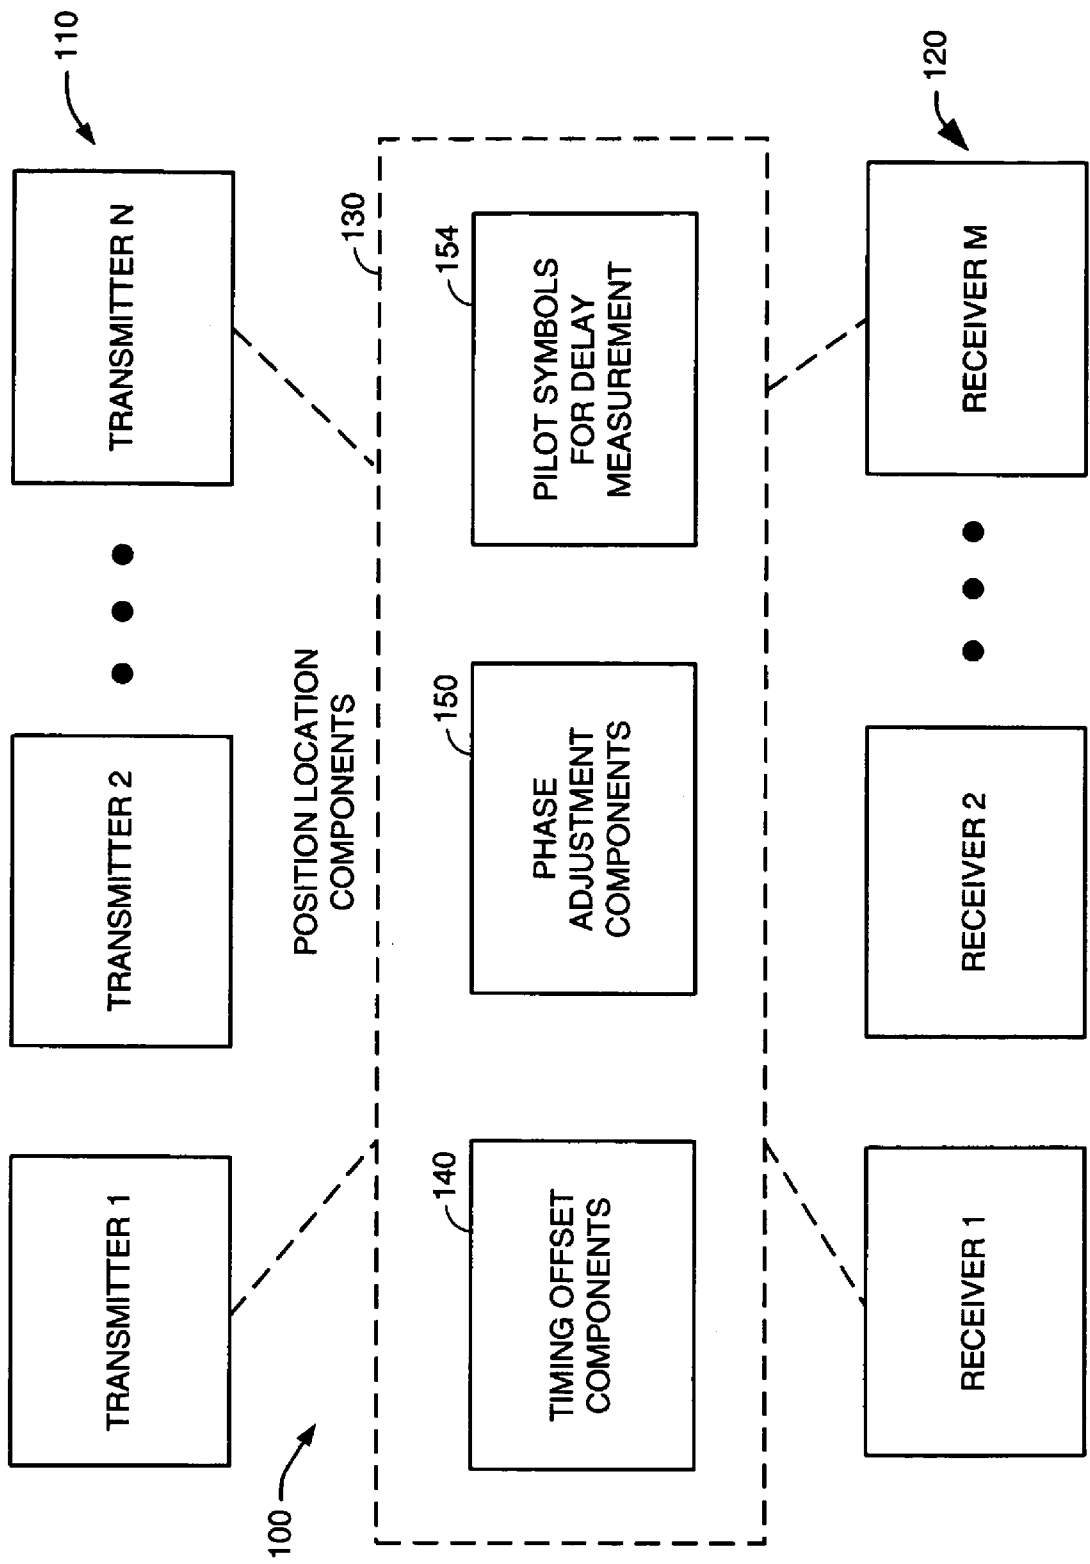 110
TRANSMITTER 1
TRANSMITTER 2
TRANSMITTER N
100
POSITION LOCATION
COMPONENTS
130
140
TIMING OFFSET
COMPONENTS
150
PHASE
ADJUSTMENT
COMPONENTS
154
PILOT SYMBOLS
FOR DELAY
MEASUREMENT
120
RECEIVER 1
RECEIVER 2
RECEIVER M